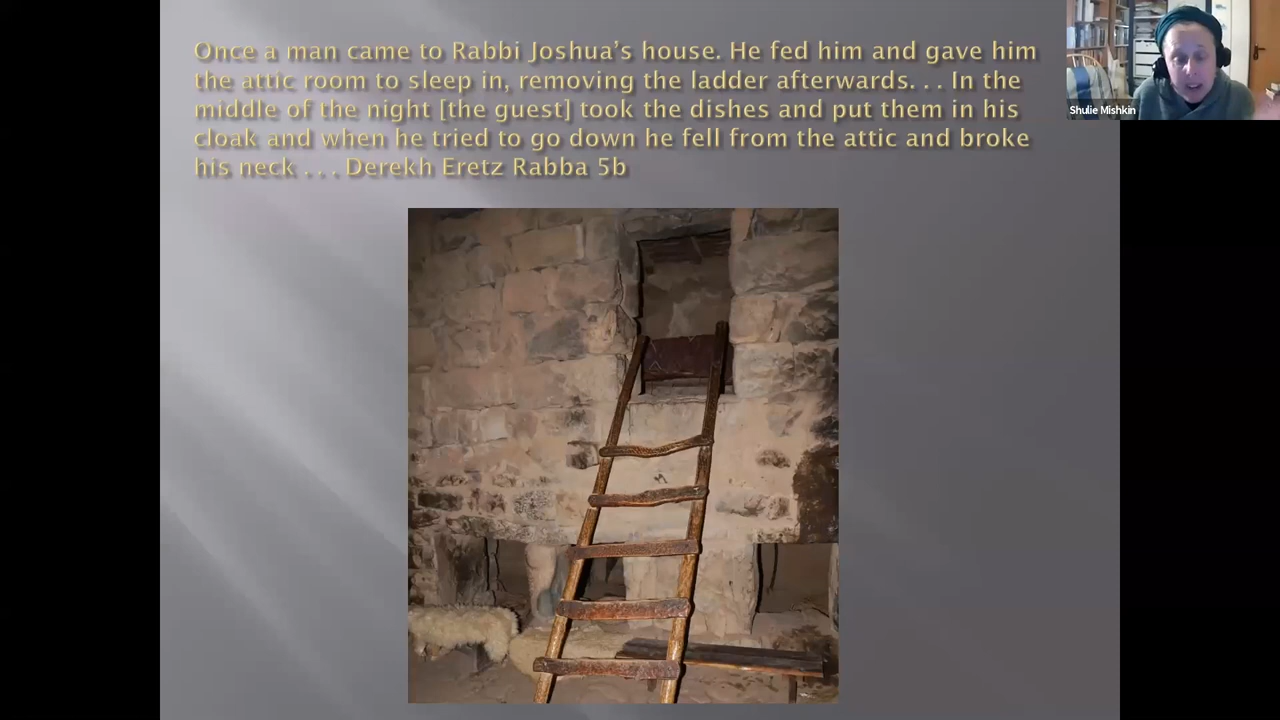 Once a man came to Rabbi Joshua’s house. He fed him and gave him
the attic room to sleep in, removing the ladder afterwards. . . In the
middle of the night [the guest] took the dishes and put them in his
cloak and when he tried to go down he fell from the attic and broke
his neck . . . Derekh Eretz Rabba 5b
Shulie Mishkin